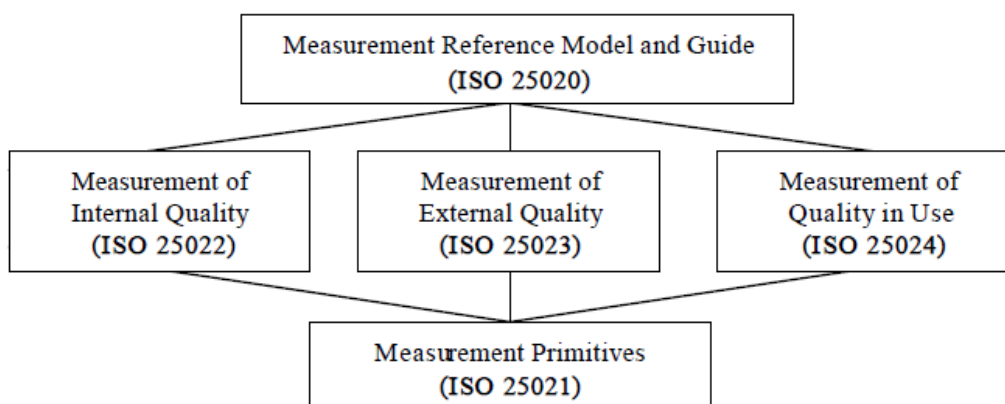 Measurement Reference Model and Guide
(ISO 25020)
Measurement of
Internal Quality
(ISO 25022)
Measurement of
External Quality
(ISO 25023)
Measurement of
Quality in Use
(ISO 25024)
Measurement Primitives
(ISO 25021)